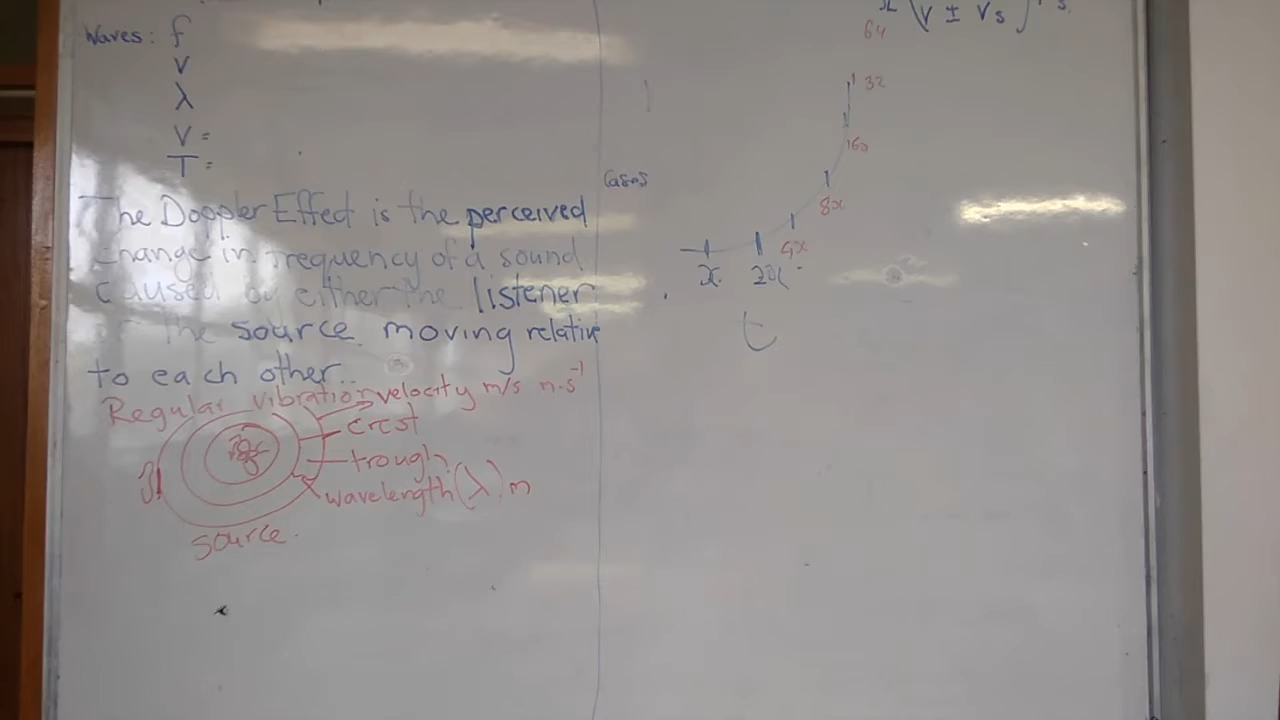 Waves: f
v
λ
v =
T =
The Doppler Effect is the perceived
change in frequency of a sound
caused by either the listener
the source moving relative
to each other..
Regular vibration
velocity m/s m.s⁻¹
crest
trough
wavelength (λ) m
source.
(V ± Vs)
64
32
16x
8x
4x
x 2x
t